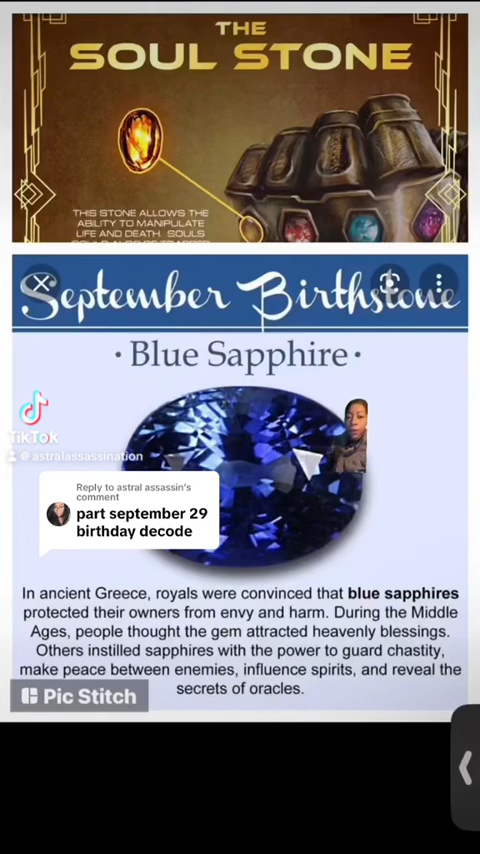 THE
SOUL STONE
THIS STONE ALLOWS THE
ABILITY TO MANIPULATE
LIFE AND DEATH. SOULS
September Birthstone
· Blue Sapphire ·
TikTok
@astralassassination
Reply to astral assassin's
comment
part september 29
birthday decode
In ancient Greece, royals were convinced that blue sapphires
protected their owners from envy and harm. During the Middle
Ages, people thought the gem attracted heavenly blessings.
Others instilled sapphires with the power to guard chastity,
make peace between enemies, influence spirits, and reveal the
secrets of oracles.
Pic Stitch